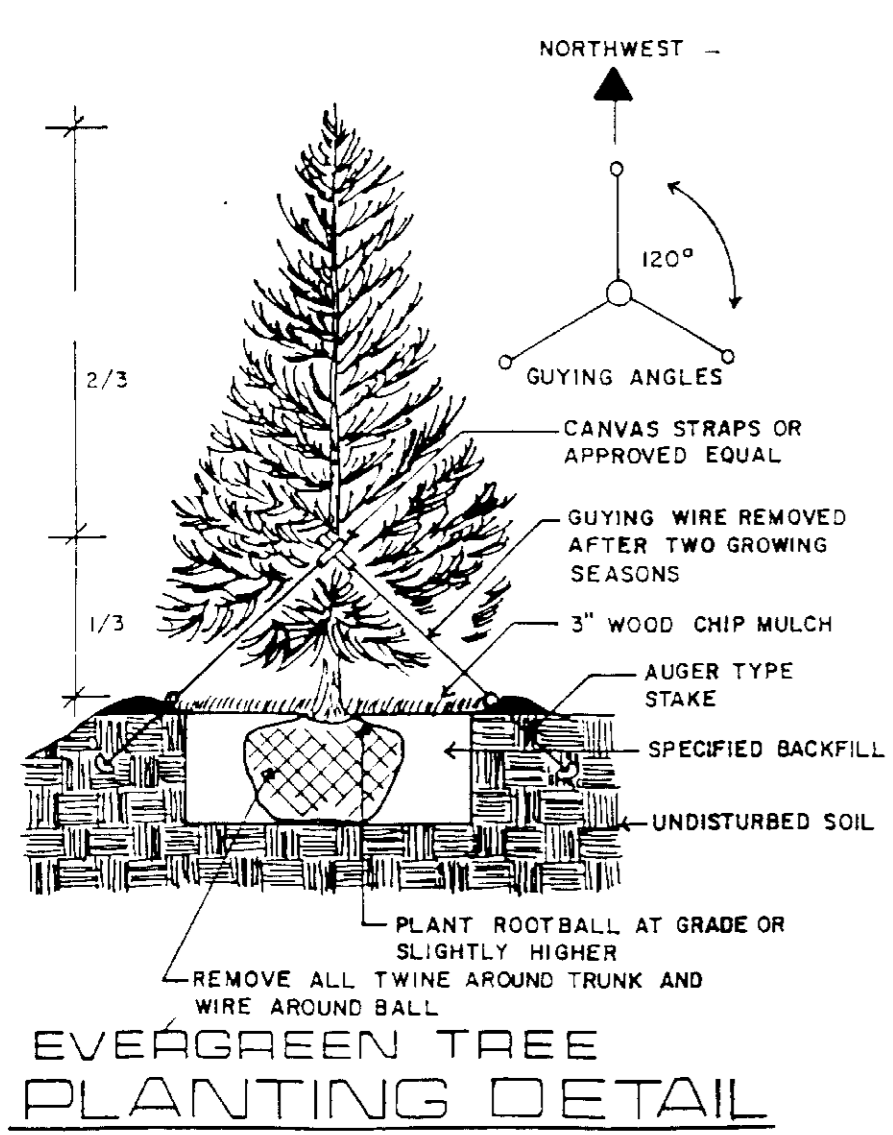 NORTHWEST
120°
GUYING ANGLES
2/3
CANVAS STRAPS OR
APPROVED EQUAL
GUYING WIRE REMOVED
AFTER TWO GROWING
SEASONS
1/3
3" WOOD CHIP MULCH
AUGER TYPE
STAKE
SPECIFIED BACKFILL
UNDISTURBED SOIL
PLANT ROOTBALL AT GRADE OR
SLIGHTLY HIGHER
REMOVE ALL TWINE AROUND TRUNK AND
WIRE AROUND BALL
EVERGREEN TREE
PLANTING DETAIL